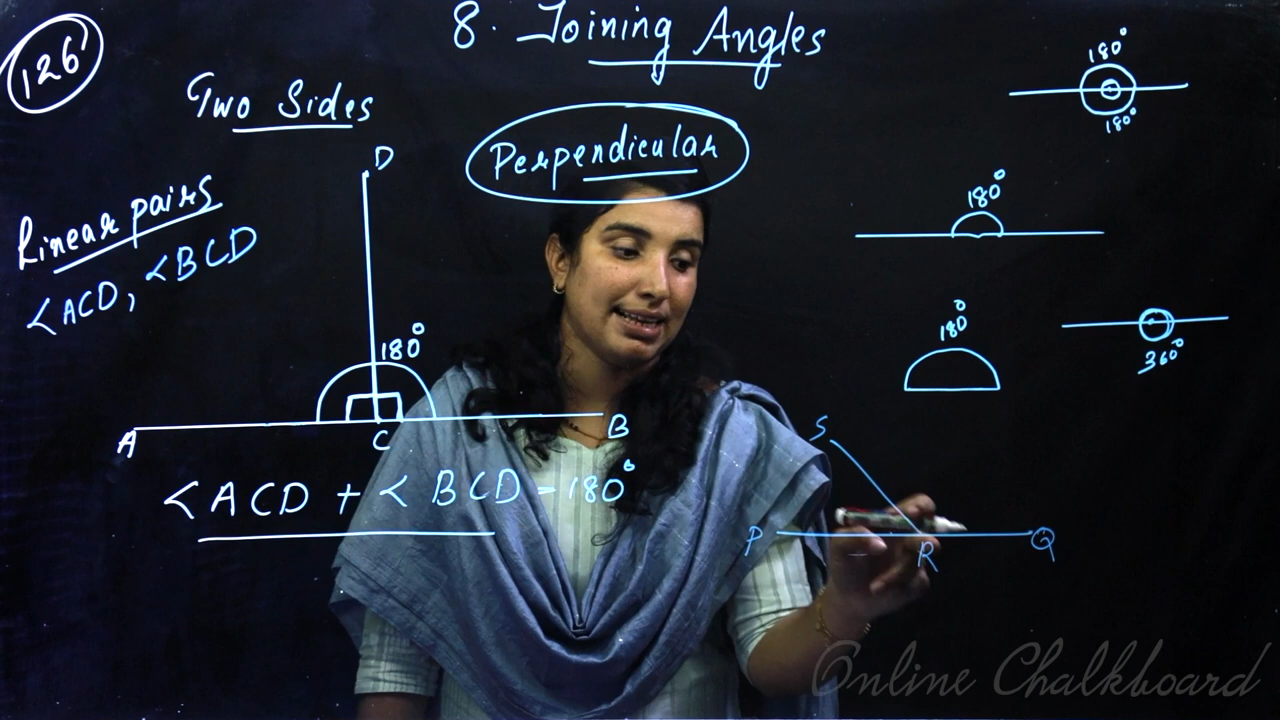 126
8. Joining Angles
Two Sides
Perpendicular
Linear pairs
<ACD, <BCD
D
180°
A
C
B
<ACD + <BCD = 180°
180°
180°
180°
180°
360°
S
P
R
Q
Online Chalkboard